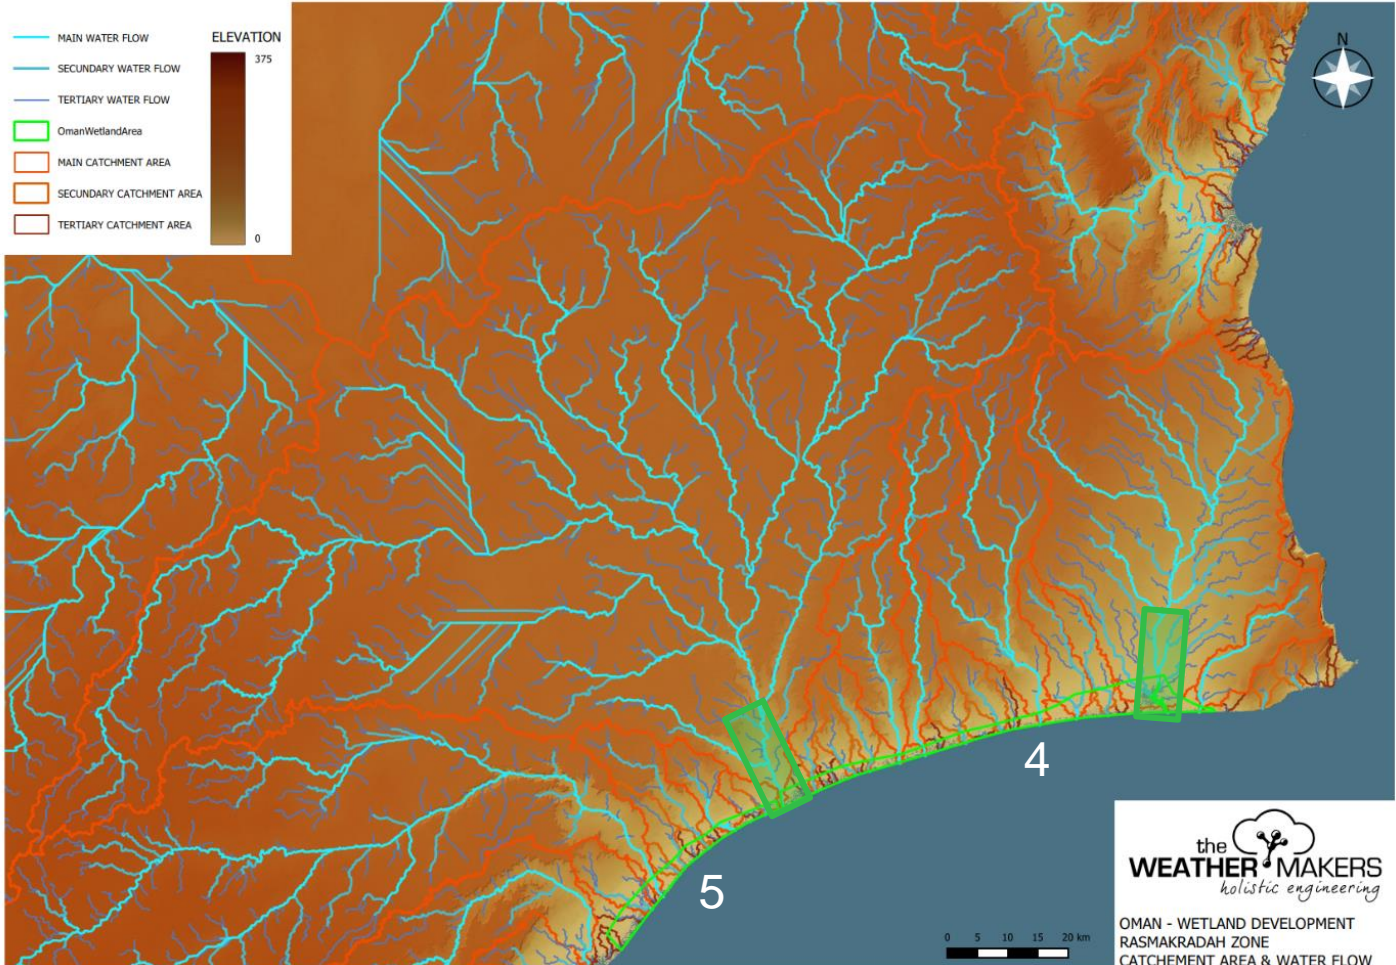 MAIN WATER FLOW
SECUNDARY WATER FLOW
TERTIARY WATER FLOW
OmanWetlandArea
MAIN CATCHMENT AREA
SECUNDARY CATCHMENT AREA
TERTIARY CATCHMENT AREA
ELEVATION
375
0
N
4
5
0 5 10 15 20 km
the
WEATHER MAKERS
holistic engineering
OMAN - WETLAND DEVELOPMENT
RASMAKRADAH ZONE
CATCHEMENT AREA & WATER FLOW